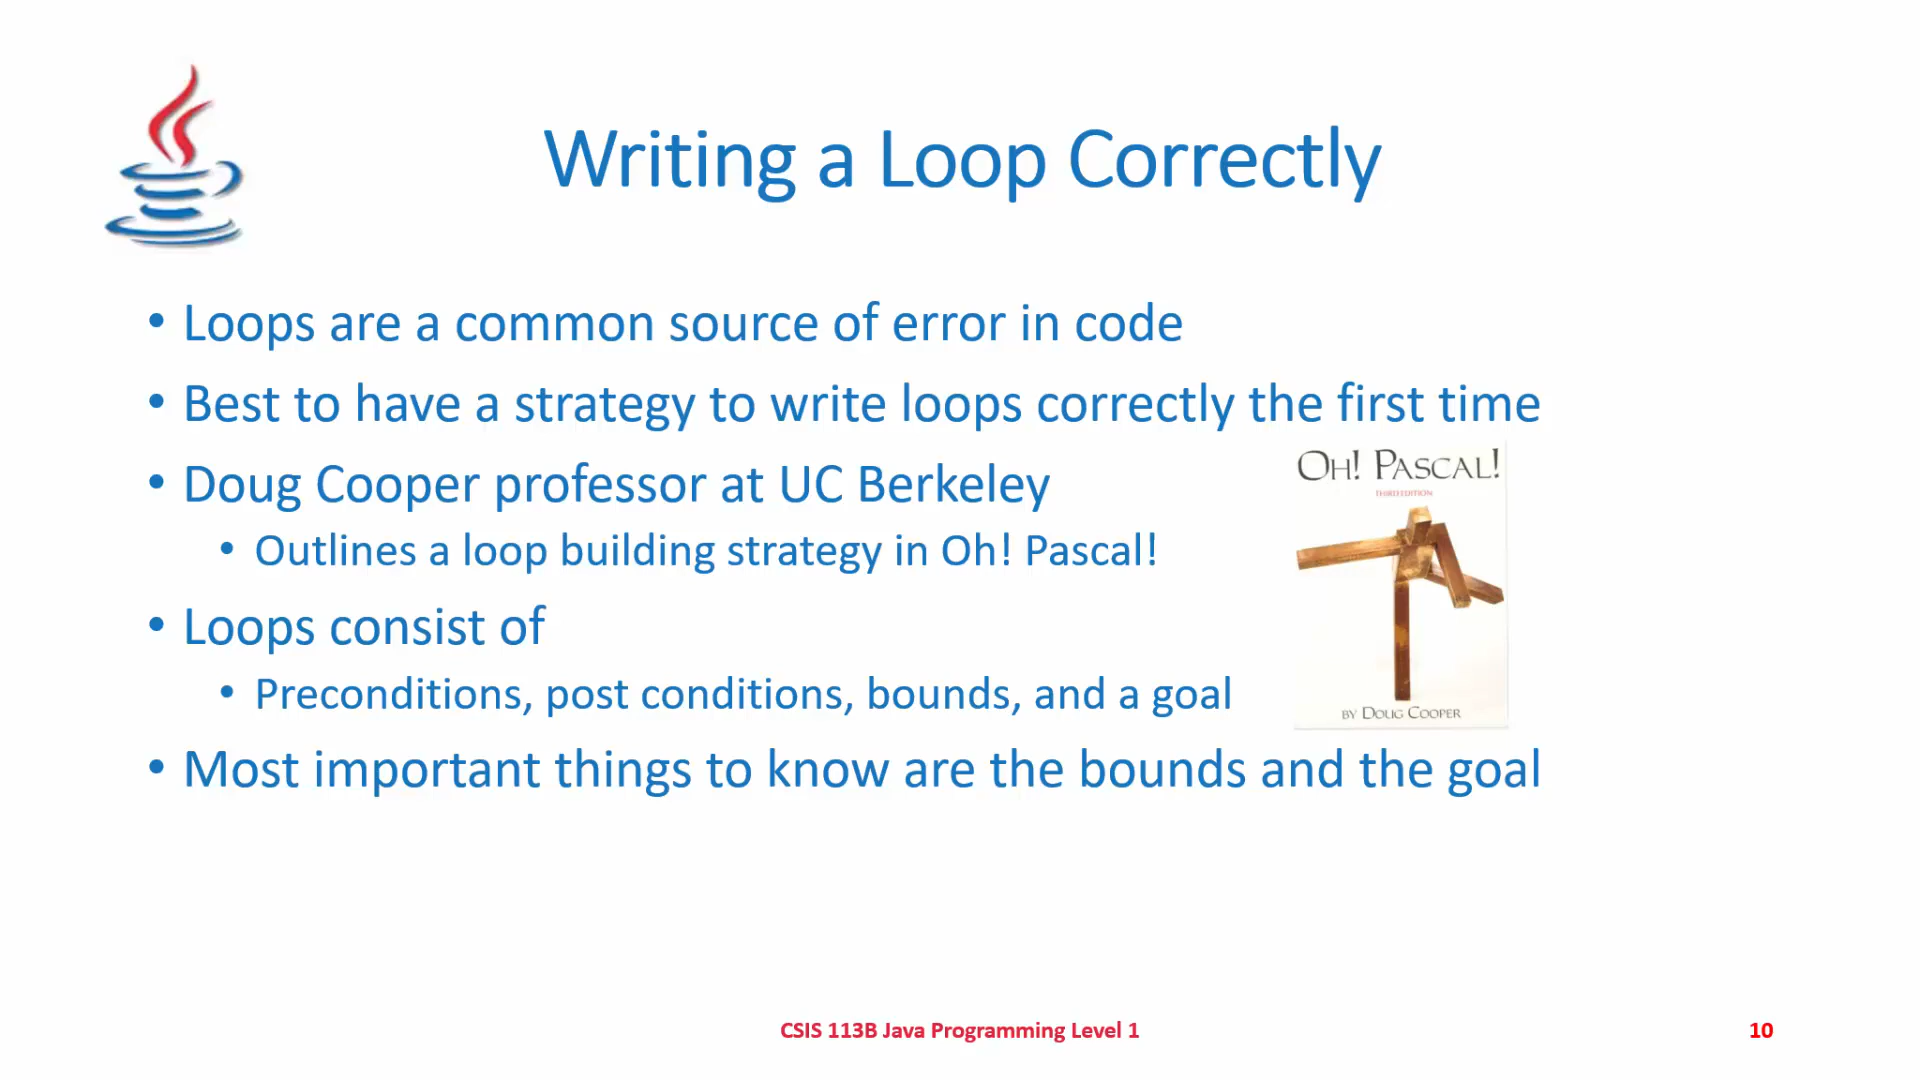 Writing a Loop Correctly
• Loops are a common source of error in code
• Best to have a strategy to write loops correctly the first time
• Doug Cooper professor at UC Berkeley
• Outlines a loop building strategy in Oh! Pascal!
• Loops consist of
• Preconditions, post conditions, bounds, and a goal
• Most important things to know are the bounds and the goal
OH! PASCAL!
THIRD EDITION
BY DOUG COOPER
CSIS 113B Java Programming Level 1
10